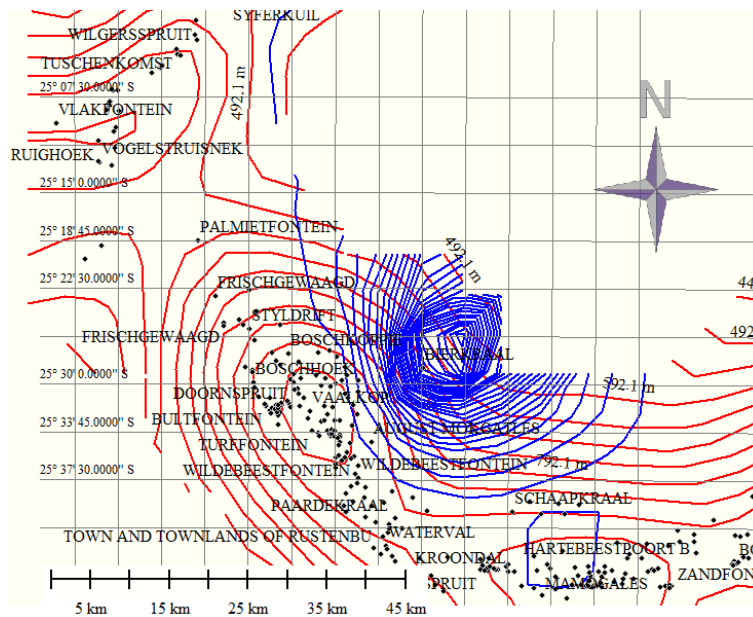 SYFERKUIL
WILGERSSPRUIT
N
TUSCHENKOMST
25° 07' 30.0000" S
492.1 m
VLAKFONTEIN
RUIGHOEK
VOGELSTRUISNEK
25° 15' 0.0000" S
25° 18' 45.0000" S
PALMIETFONTEIN
492.1 m
25° 22' 30.0000" S
FRISCHGEWAAGD
44
STYLDRIFT
492
FRISCHGEWAAGD
BOSCHKOPPIE
BIERKRAAL
25° 30' 0.0000" S
BOSCHHOEK
592.1 m
DOORNSPRUIT
VAALKOP
25° 33' 45.0000" S
BULTFONTEIN
AUGUST MOKGATLES
TURFFONTEIN
25° 37' 30.0000" S
WILDEBEESTFONTEIN
WILDEBEESTFONTEIN
792.1 m
SCHAAPKRAAL
PAARDEKRAAL
TOWN AND TOWNLANDS OF RUSTENBU
WATERVAL
HARTEBEESTPOORT B
BO
KROONDAL
ZANDFON
SPRUIT
MAMOGALES
5 km
15 km
25 km
35 km
45 km